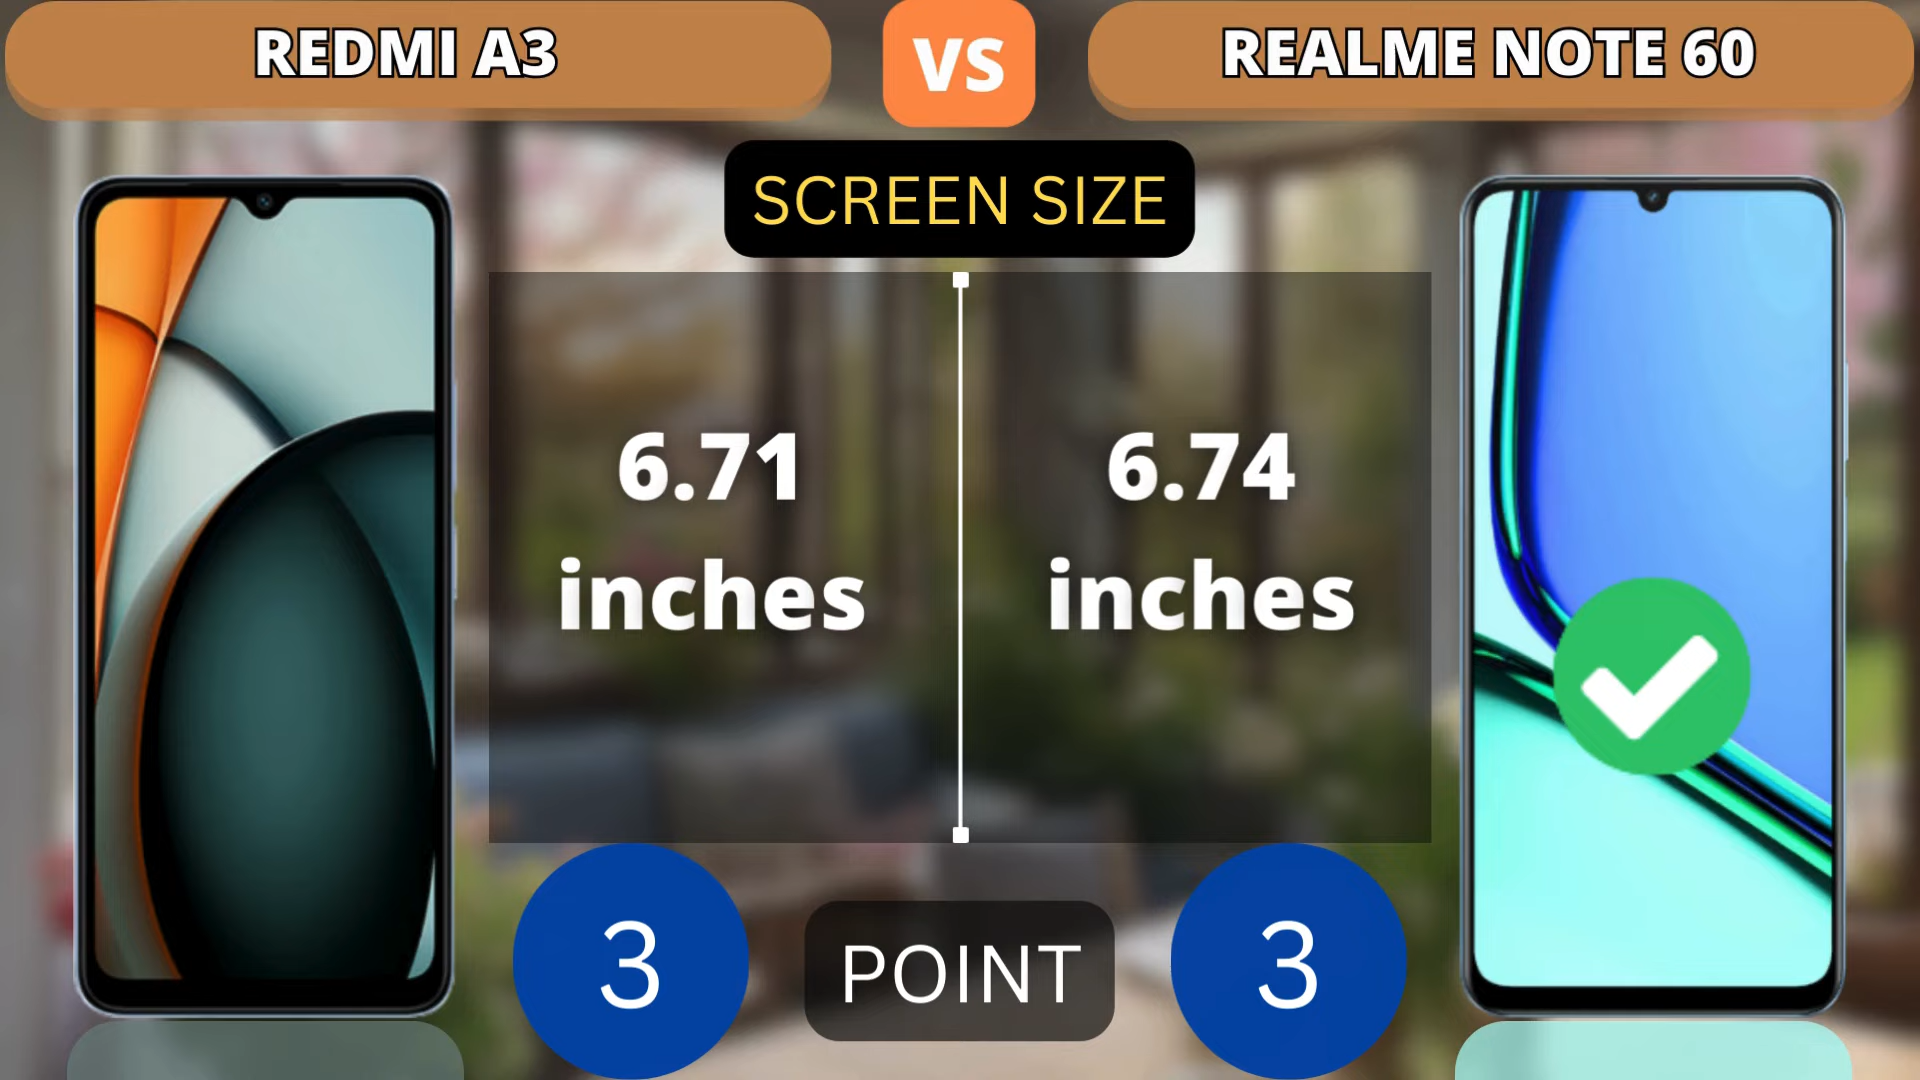 REDMI A3
VS
REALME NOTE 60
SCREEN SIZE
6.71
inches
6.74
inches
3
POINT
3